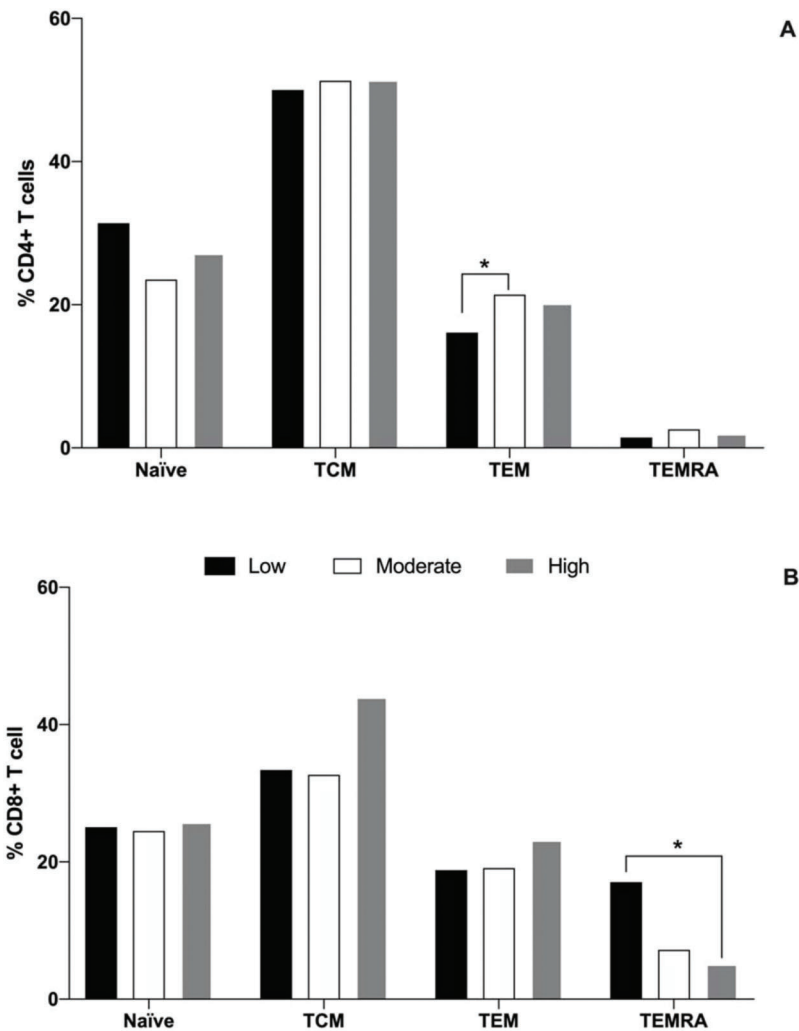 A
% CD4+ T cells
60
40
20
0
*
Naïve TCM TEM TEMRA
Low Moderate High
B
% CD8+ T cell
60
40
20
0
*
Naïve TCM TEM TEMRA